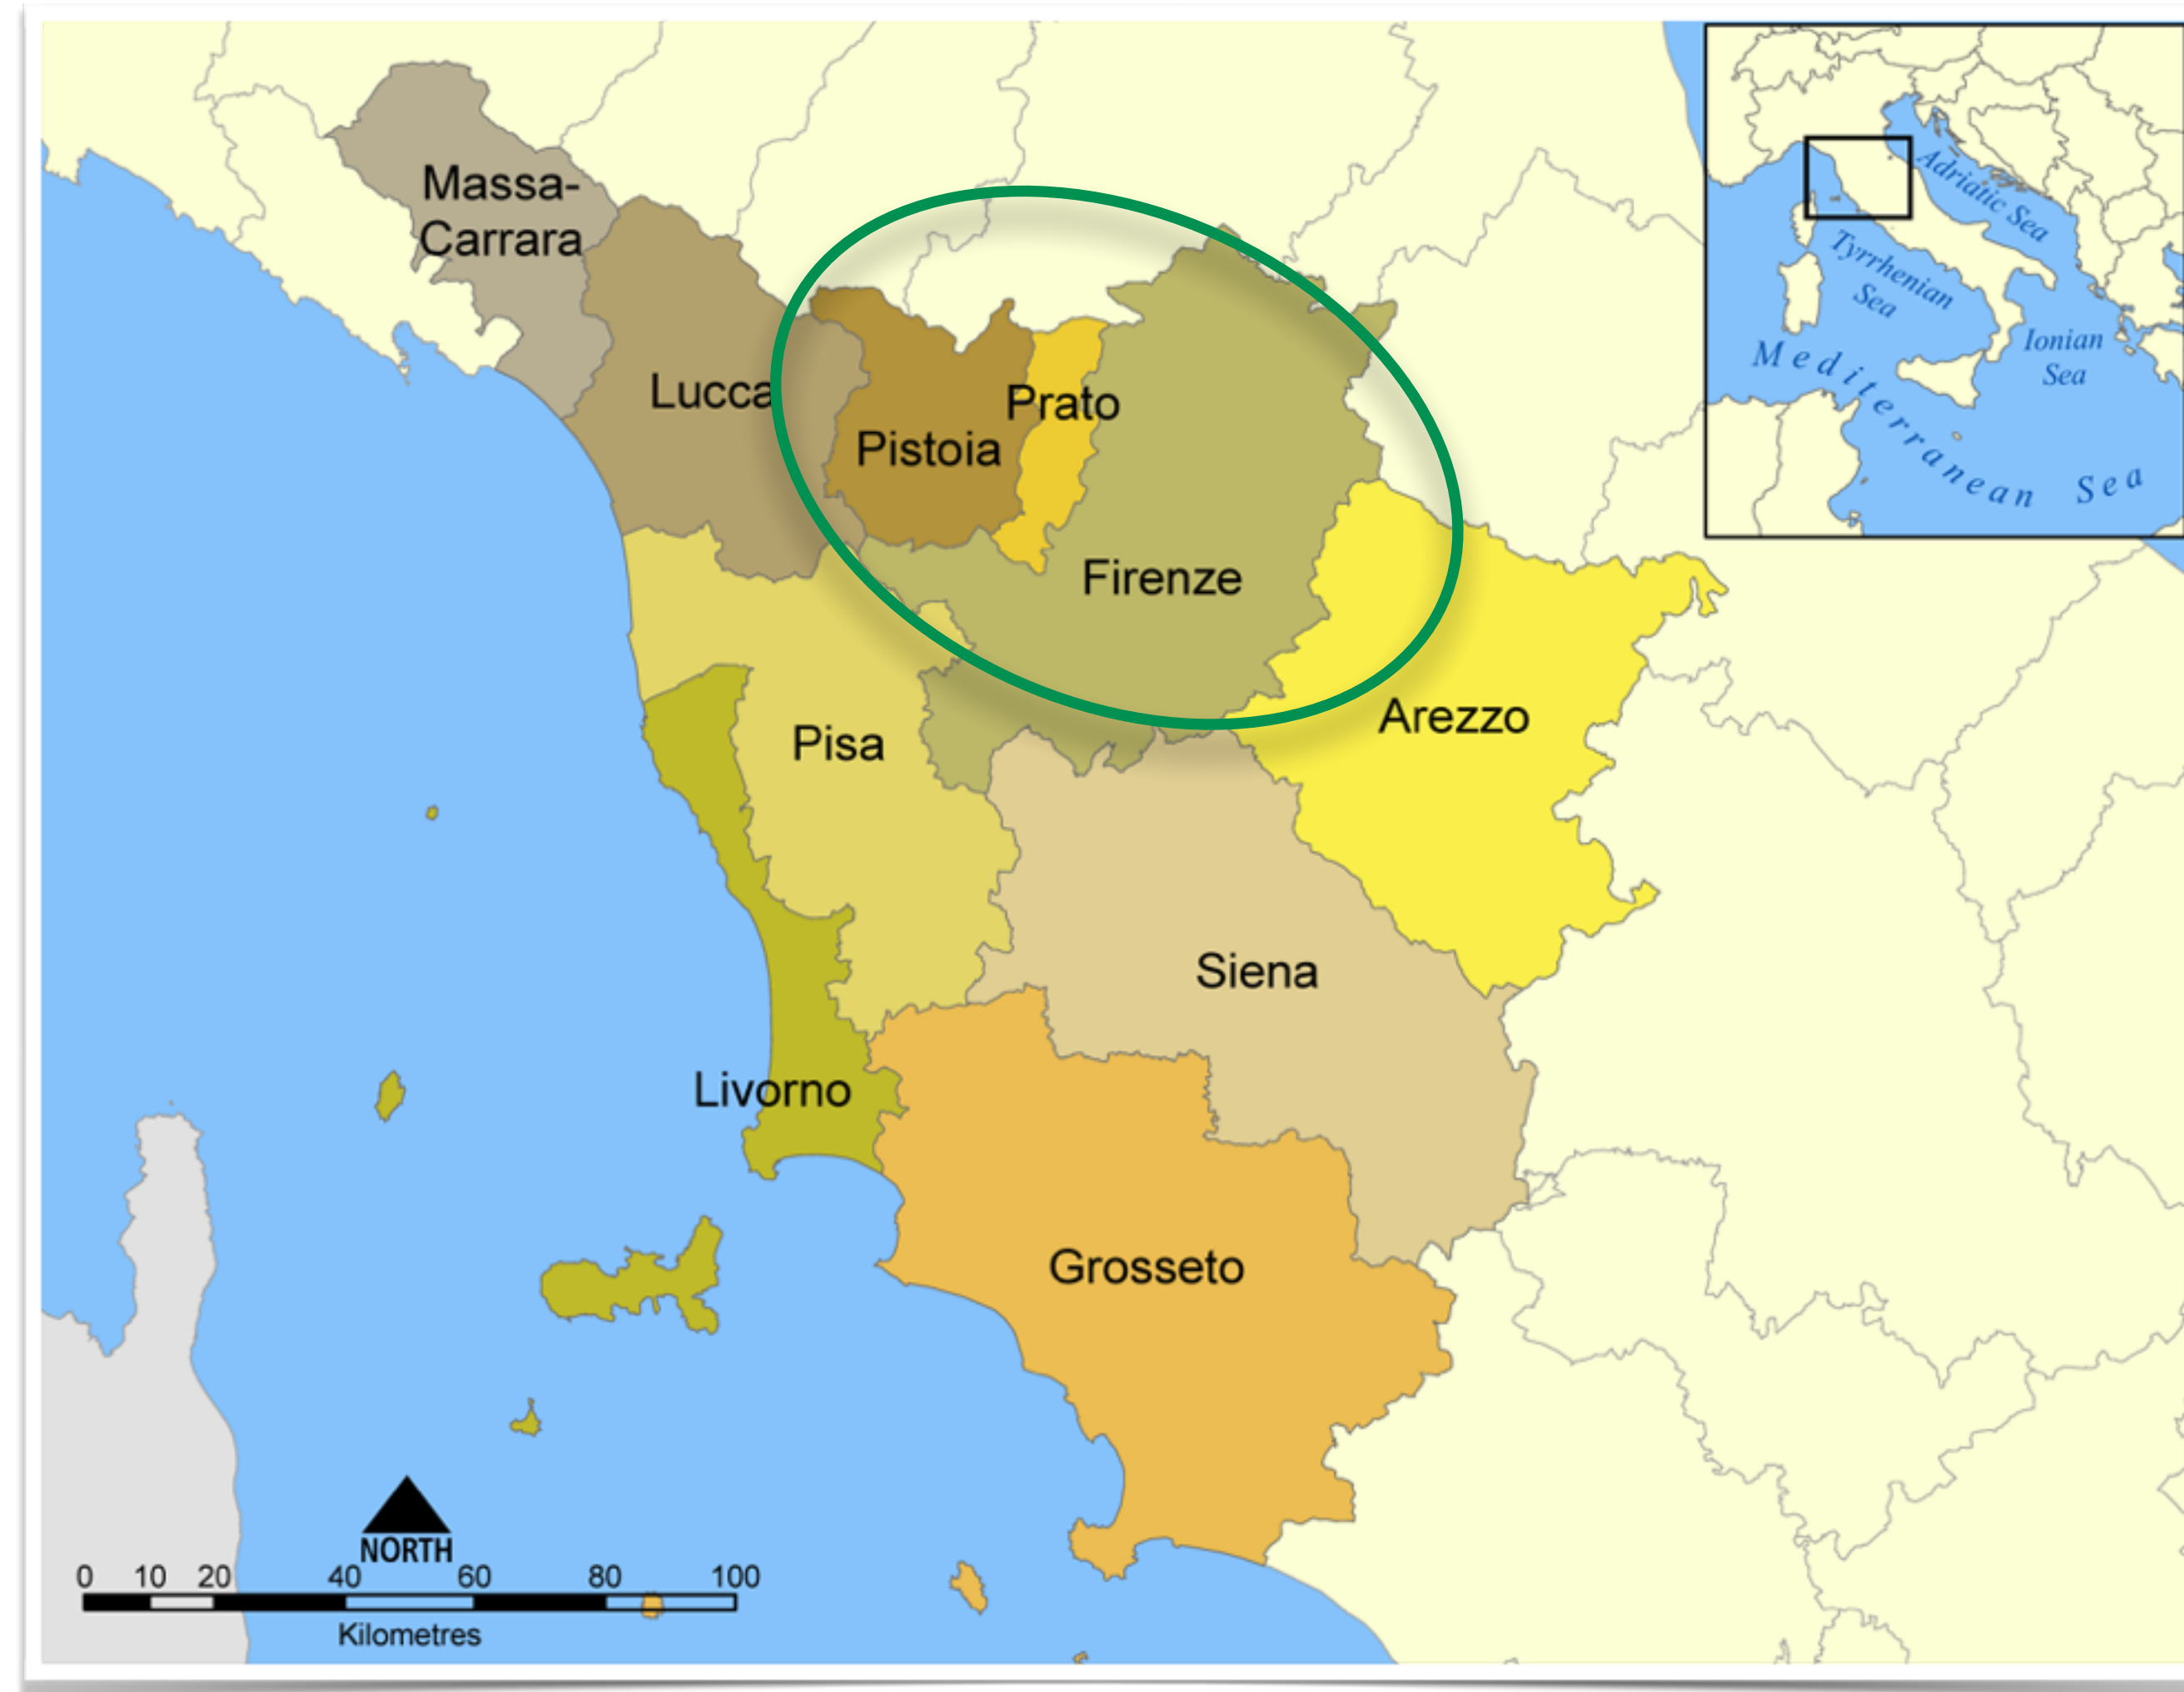 Massa-
Carrara
Lucca
Prato
Pistoia
Firenze
Arezzo
Pisa
Siena
Livorno
Grosseto
Adriatic Sea
Tyrrhenian
Sea
Ionian
Sea
Mediterranean Sea
NORTH
0 10 20 40 60 80 100
Kilometres